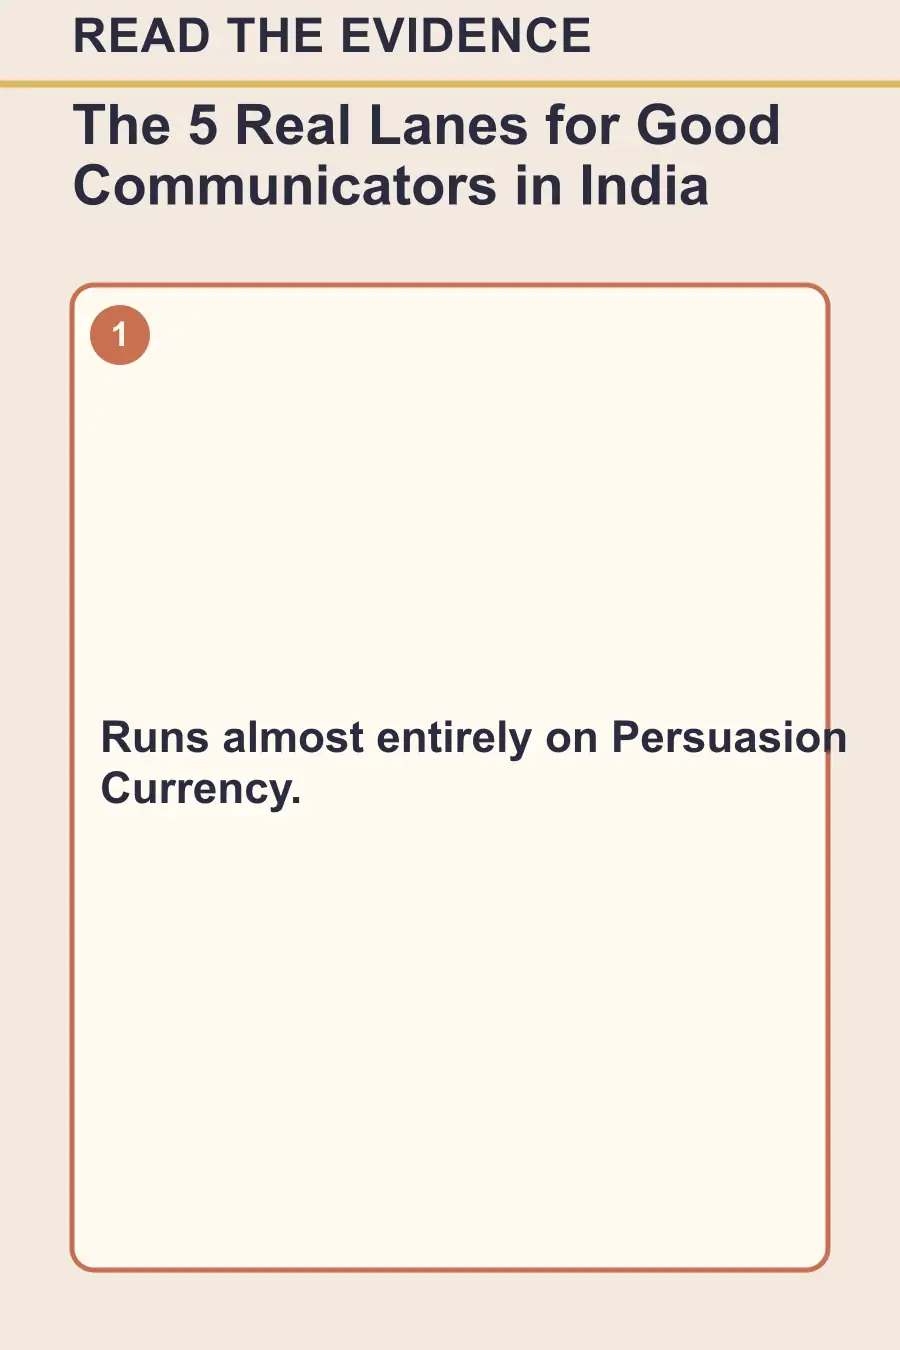 READ THE EVIDENCE
The 5 Real Lanes for Good
Communicators in India
1
Runs almost entirely on Persuasion
Currency.